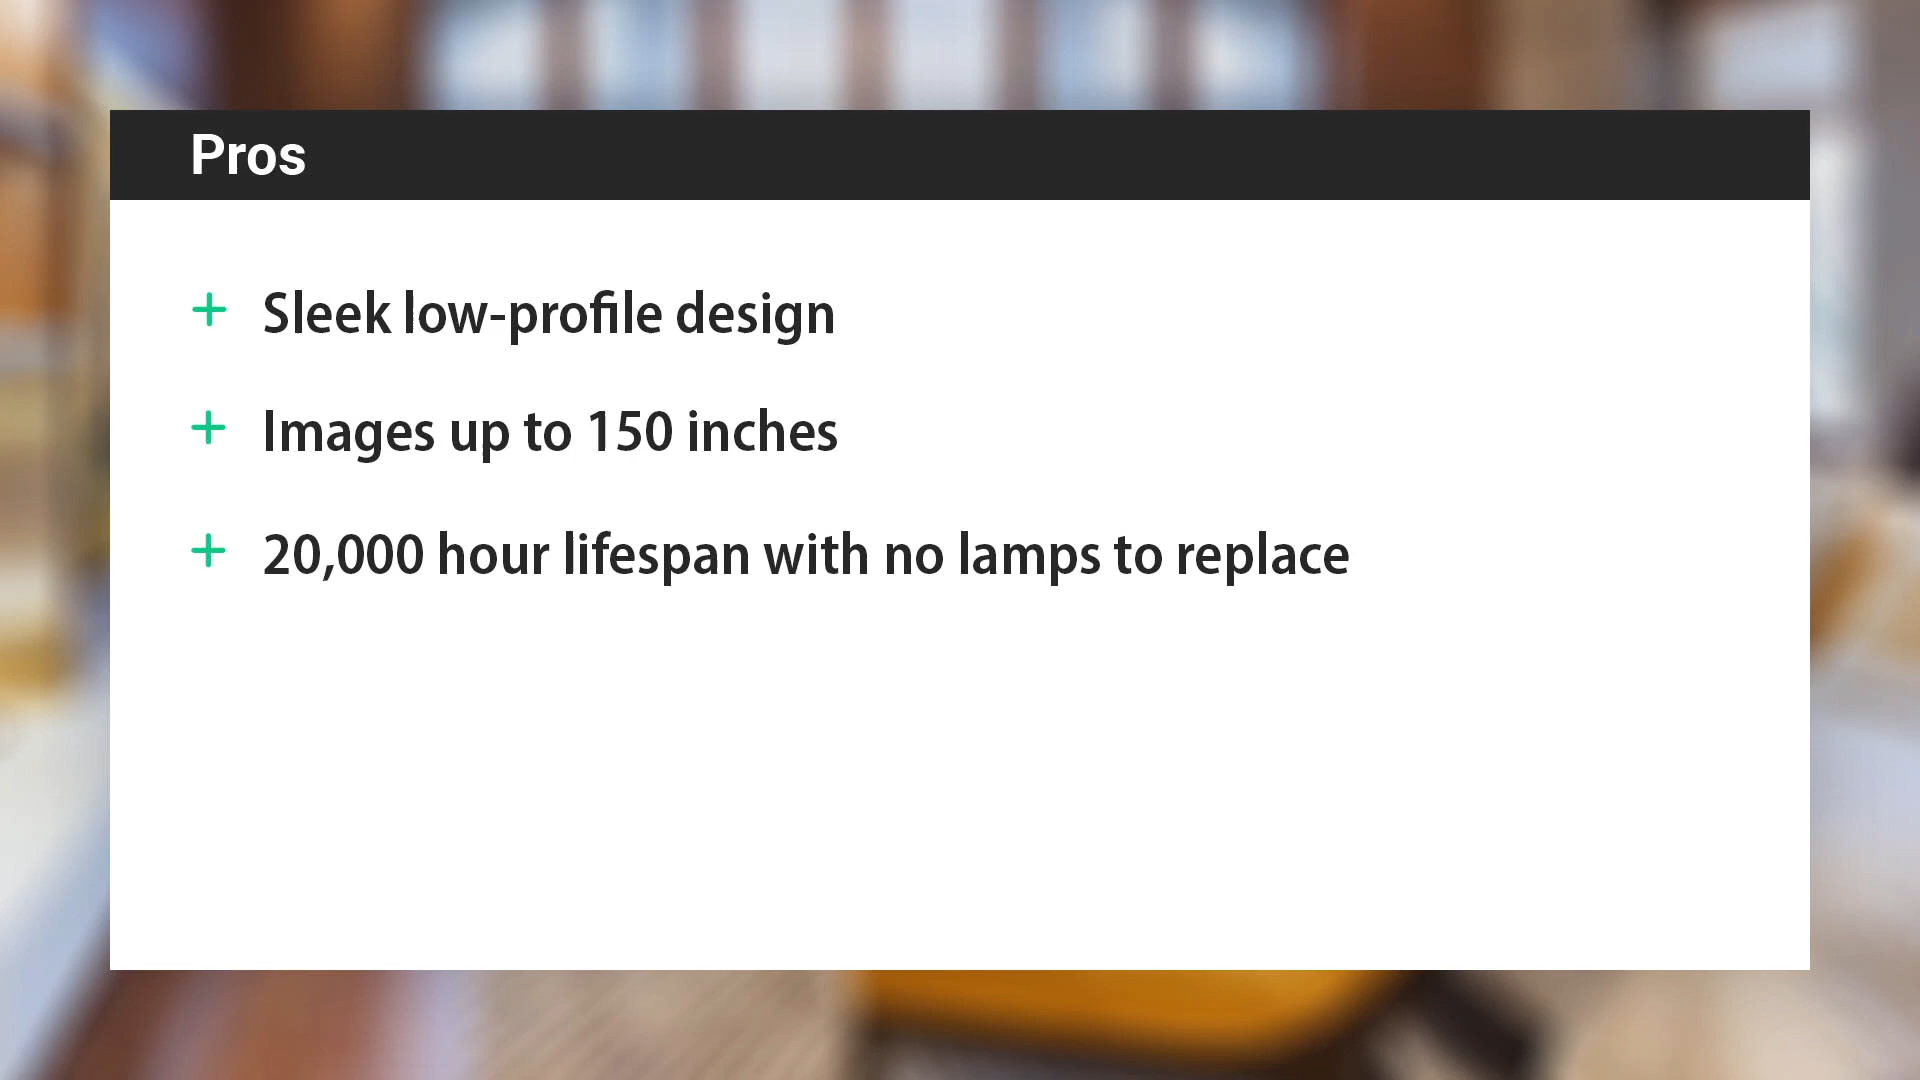 Pros
+ Sleek low-profile design
+ Images up to 150 inches
+ 20,000 hour lifespan with no lamps to replace